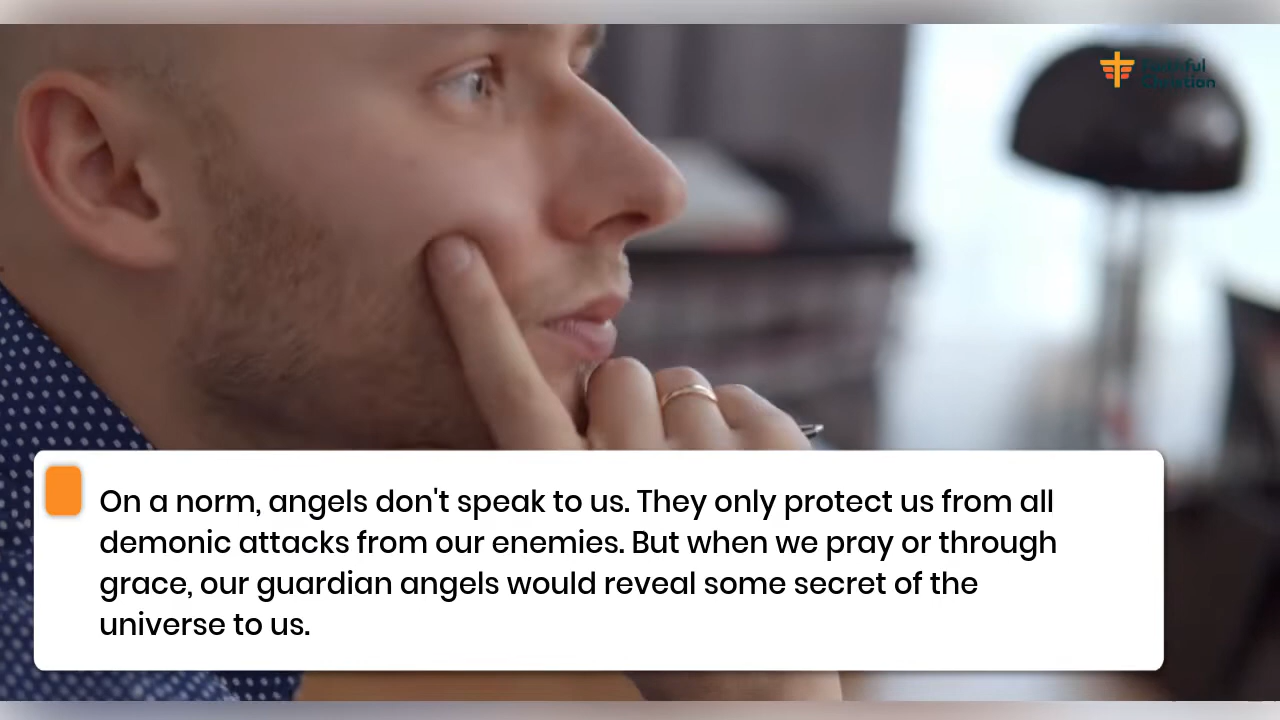 On a norm, angels don't speak to us. They only protect us from all
demonic attacks from our enemies. But when we pray or through
grace, our guardian angels would reveal some secret of the
universe to us.